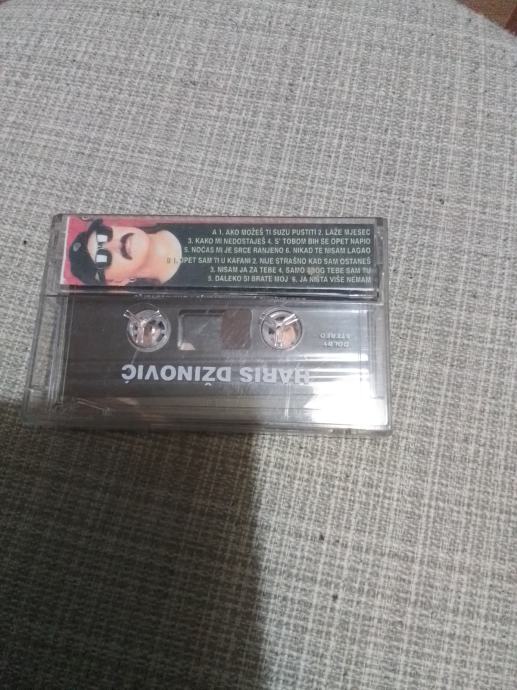 A 1. AKO MOŽEŠ TI SUZU PUSTITI 2. LAŽE MJESEC
3. KAKO MI NEDOSTAJEŠ 4. S' TOBOM BIH SE OPET NAPIO
5. NOĆAS MI JE SRCE RANJENO 6. NIKAD TE NISAM LAGAO
B 1. OPET SAM TI U KAFANI 2. NIJE STRAŠNO KAD SAM OSTANEŠ
3. NISAM JA ZA TEBE 4. SAMO ZBOG TEBE SAM TU
5. DALEKO SI BRATE MOJ 6. JA NIŠTA VIŠE NEMAM
DOLBY
STEREO
HARIS DŽINOVIĆ